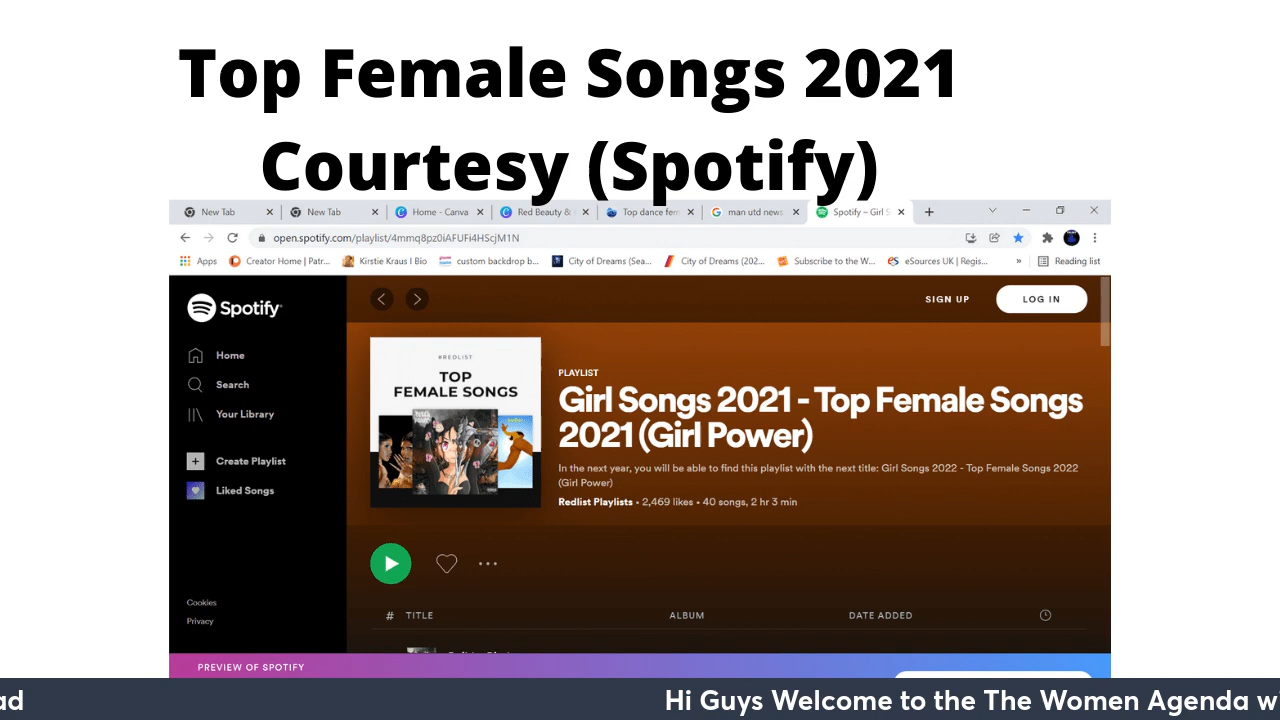 Top Female Songs 2021
Courtesy (Spotify)
New Tab
New Tab
Home - Canva
Red Beauty &
Top dance fem
man utd news
Spotify – Girl S
open.spotify.com/playlist/4mmq8pz0iAFUFi4HScjM1N
Apps
Creator Home | Patr...
Kirstie Kraus I Bio
custom backdrop b...
City of Dreams (Sea...
City of Dreams (202...
Subscribe to the W...
eSources UK | Regis...
»
Reading list
Spotify
SIGN UP
LOG IN
Home
Search
Your Library
Create Playlist
Liked Songs
Cookies
Privacy
#REDLIST
TOP
FEMALE SONGS
PLAYLIST
Girl Songs 2021 - Top Female Songs
2021 (Girl Power)
In the next year, you will be able to find this playlist with the next title: Girl Songs 2022 - Top Female Songs 2022
(Girl Power)
Redlist Playlists • 2,469 likes • 40 songs, 2 hr 3 min
# TITLE ALBUM DATE ADDED
PREVIEW OF SPOTIFY
ad
Hi Guys Welcome to the The Women Agenda w